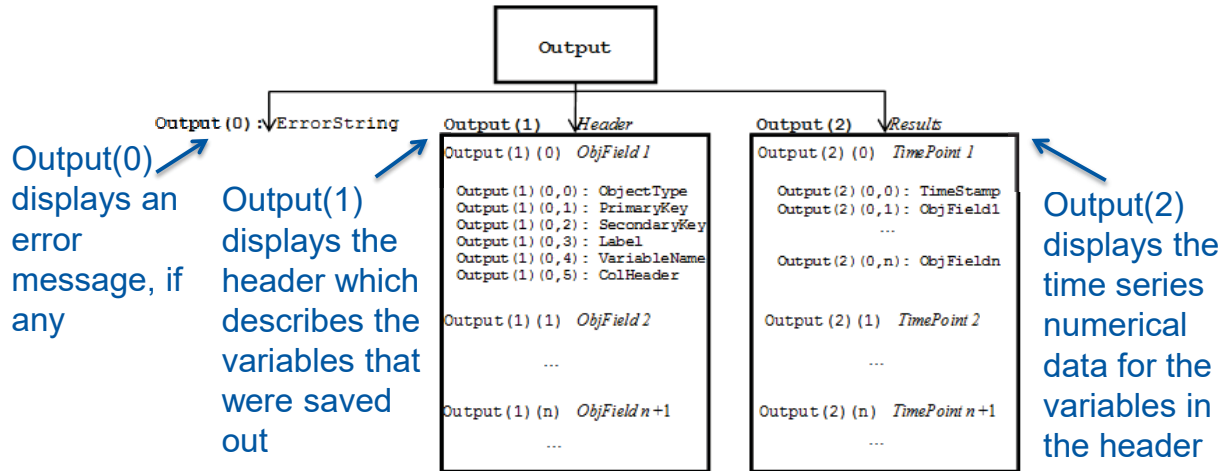 Output
Output(0): ErrorString
Output(0)
displays an
error
message, if
any
Output(1)
displays the
header which
describes the
variables that
were saved
out
Output(1) Header
Output(1)(0) ObjField 1
Output(1)(0,0): ObjectType
Output(1)(0,1): PrimaryKey
Output(1)(0,2): SecondaryKey
Output(1)(0,3): Label
Output(1)(0,4): VariableName
Output(1)(0,5): ColHeader
Output(1)(1) ObjField 2
...
Output(1)(n) ObjField n+1
...
Output(2) Results
Output(2)(0) TimePoint 1
Output(2)(0,0): TimeStamp
Output(2)(0,1): ObjField1
...
Output(2)(0,n): ObjFieldn
Output(2)(1) TimePoint 2
...
Output(2)(n) TimePoint n+1
...
Output(2)
displays the
time series
numerical
data for the
variables in
the header